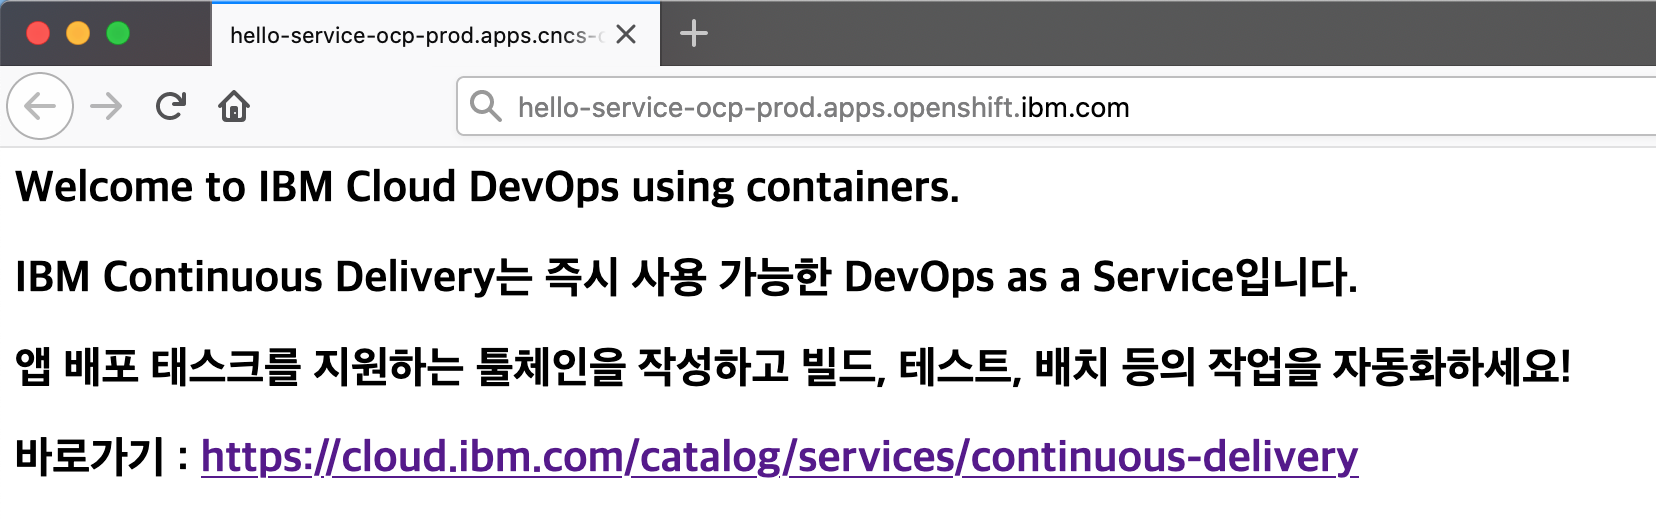 hello-service-ocp-prod.apps.cncs-
hello-service-ocp-prod.apps.openshift.ibm.com
Welcome to IBM Cloud DevOps using containers.
IBM Continuous Delivery는 즉시 사용 가능한 DevOps as a Service입니다.
앱 배포 태스크를 지원하는 툴체인을 작성하고 빌드, 테스트, 배치 등의 작업을 자동화하세요!
바로가기 : https://cloud.ibm.com/catalog/services/continuous-delivery